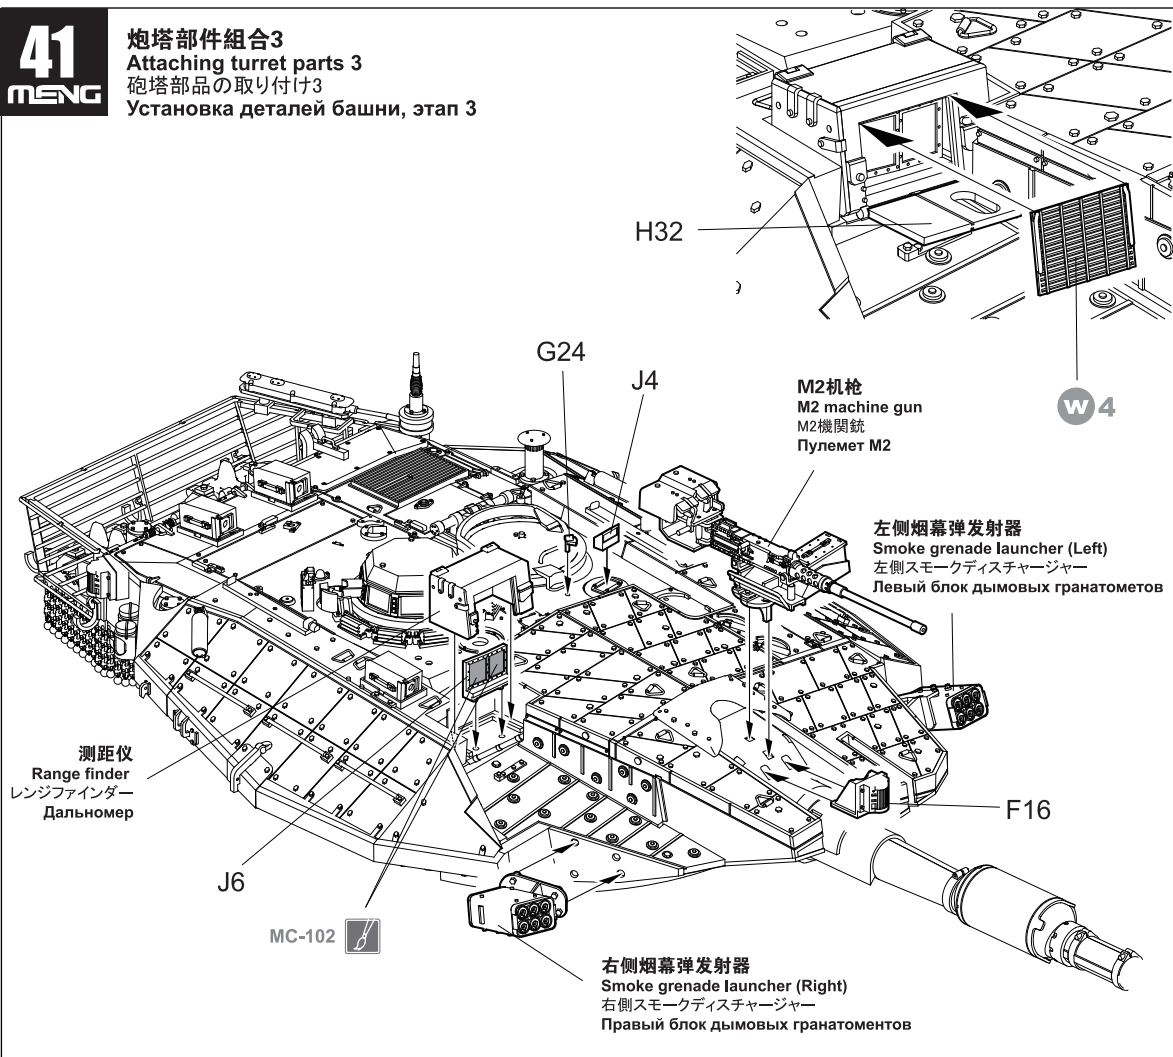 41
MENG
炮塔部件組合3
Attaching turret parts 3
砲塔部品の取り付け3
Установка деталей башни, этап 3
H32
W 4
G24
J4
M2机枪
M2 machine gun
M2機関銃
Пулемет M2
左侧烟幕弹发射器
Smoke grenade launcher (Left)
左側スモークディスチャージャー
Левый блок дымовых гранатометов
测距仪
Range finder
レンジファインダー
Дальномер
F16
J6
MC-102
右侧烟幕弹发射器
Smoke grenade launcher (Right)
右側スモークディスチャージャー
Правый блок дымовых гранатоментов